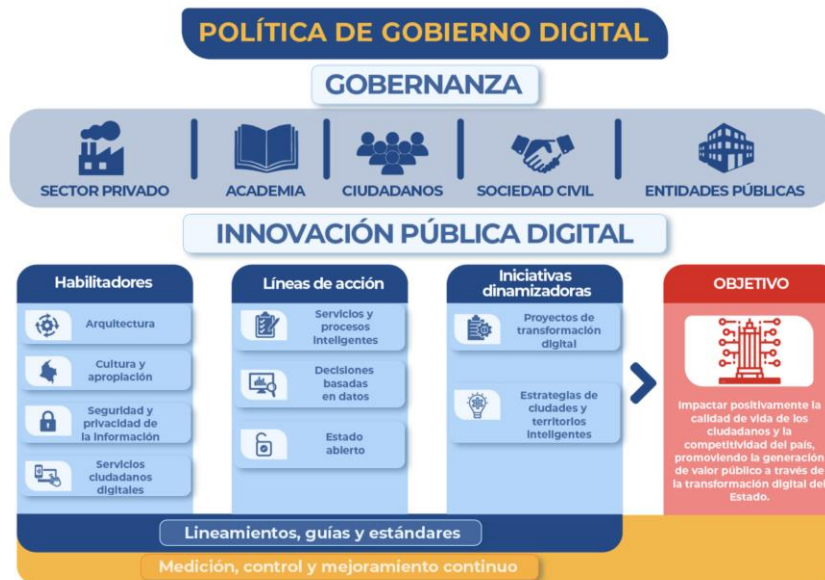 POLÍTICA DE GOBIERNO DIGITAL
GOBERNANZA
SECTOR PRIVADO
ACADEMIA
CIUDADANOS
SOCIEDAD CIVIL
ENTIDADES PÚBLICAS
INNOVACIÓN PÚBLICA DIGITAL
Habilitadores
Arquitectura
Cultura y
apropiación
Seguridad y
privacidad de
la Información
Servicios
ciudadanos
digitales
Líneas de acción
Servicios y
procesos
Inteligentes
Decisiones
basadas
en datos
Estado
abierto
Iniciativas
dinamizadoras
Proyectos de
transformación
digital
Estrategias de
ciudades y
territorios
Inteligentes
OBJETIVO
Impactar positivamente la
calidad de vida de los
ciudadanos y la
competitividad del país,
promoviendo la generación
de valor público a través de
la transformación digital del
Estado.
Lineamientos, guías y estándares
Medición, control y mejoramiento continuo